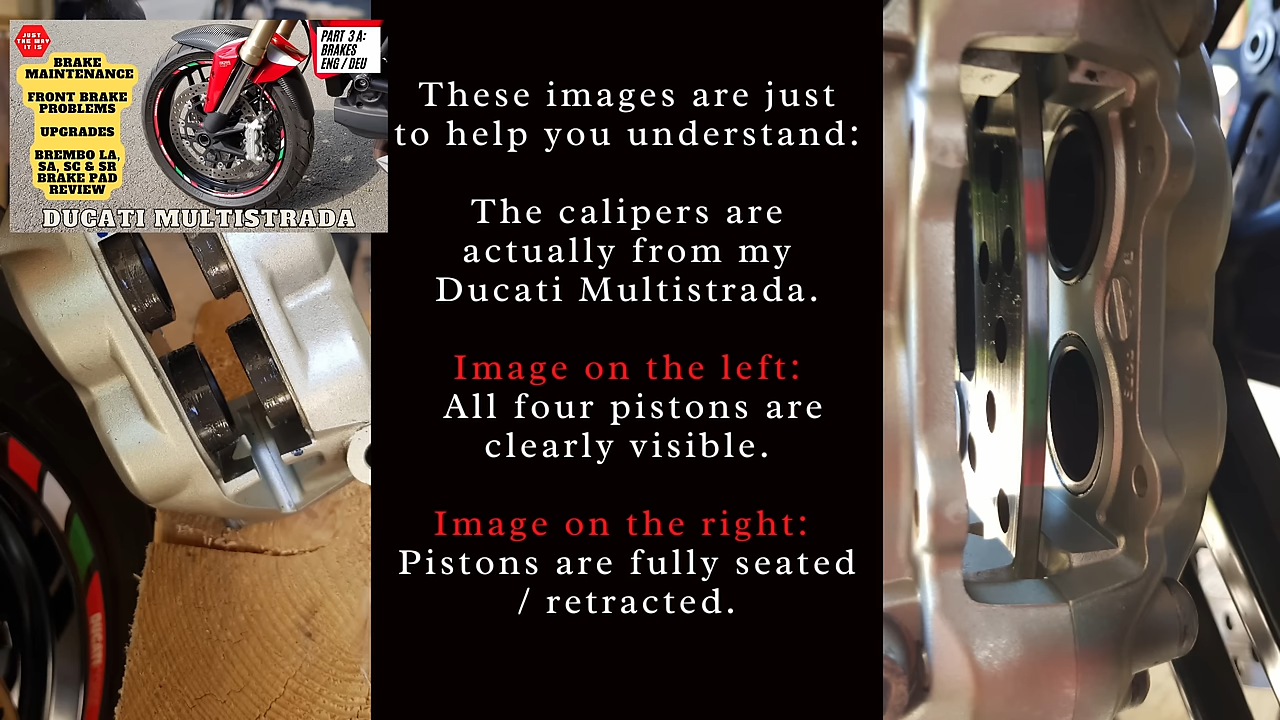 JUST
THE WAY
IT IS
BRAKE
MAINTENANCE
FRONT BRAKE
PROBLEMS
UPGRADES
BREMBO LA,
SA, SC & SR
BRAKE PAD
REVIEW
PART 3 A:
BRAKES
ENG / DEU
DUCATI MULTISTRADA
These images are just
to help you understand:
The calipers are
actually from my
Ducati Multistrada.
Image on the left:
All four pistons are
clearly visible.
Image on the right:
Pistons are fully seated
/ retracted.
DUCATI